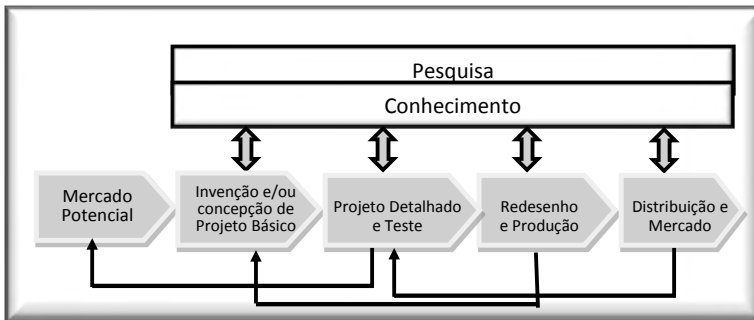 Pesquisa
Conhecimento
Mercado
Potencial
Invenção e/ou
concepção de
Projeto Básico
Projeto Detalhado
e Teste
Redesenho
e Produção
Distribuição e
Mercado